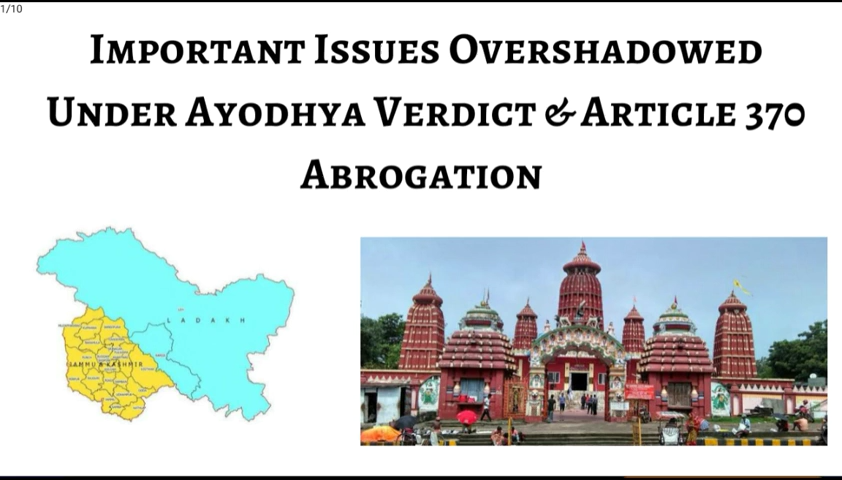 1/10
Important Issues Overshadowed
Under Ayodhya Verdict & Article 370
Abrogation
LADAKH
JAMMU & KASHMIR